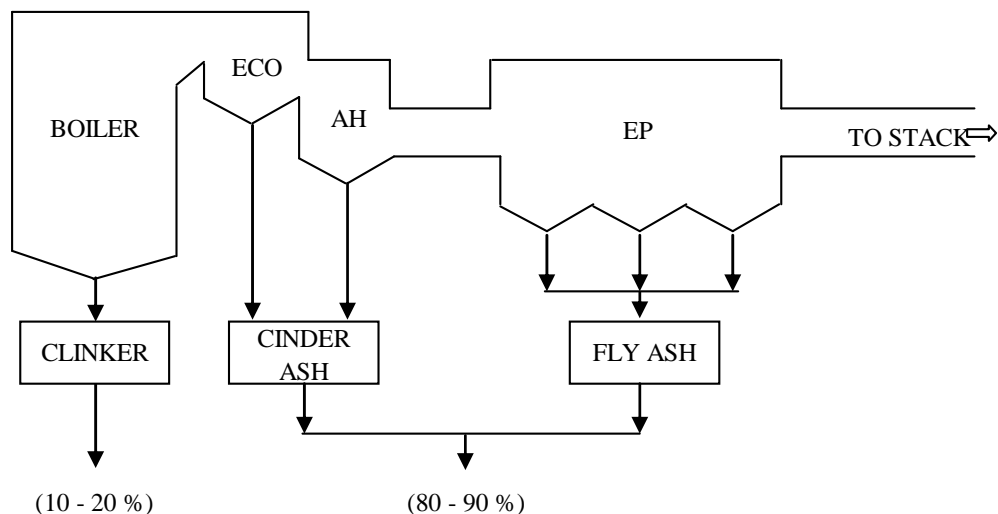 ECO
BOILER
AH
EP
TO STACK
CLINKER
CINDER
ASH
FLY ASH
(10 - 20 %)
(80 - 90 %)